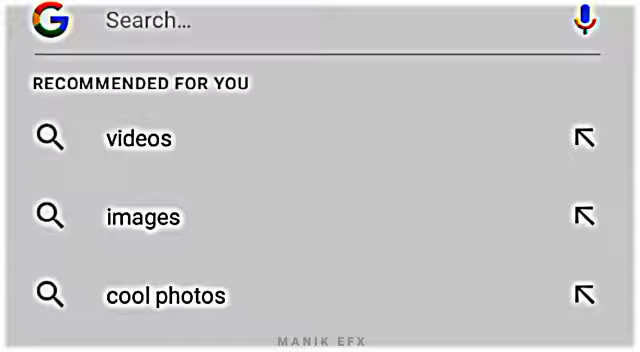 Search...
RECOMMENDED FOR YOU
videos
images
cool photos
MANIK EFX